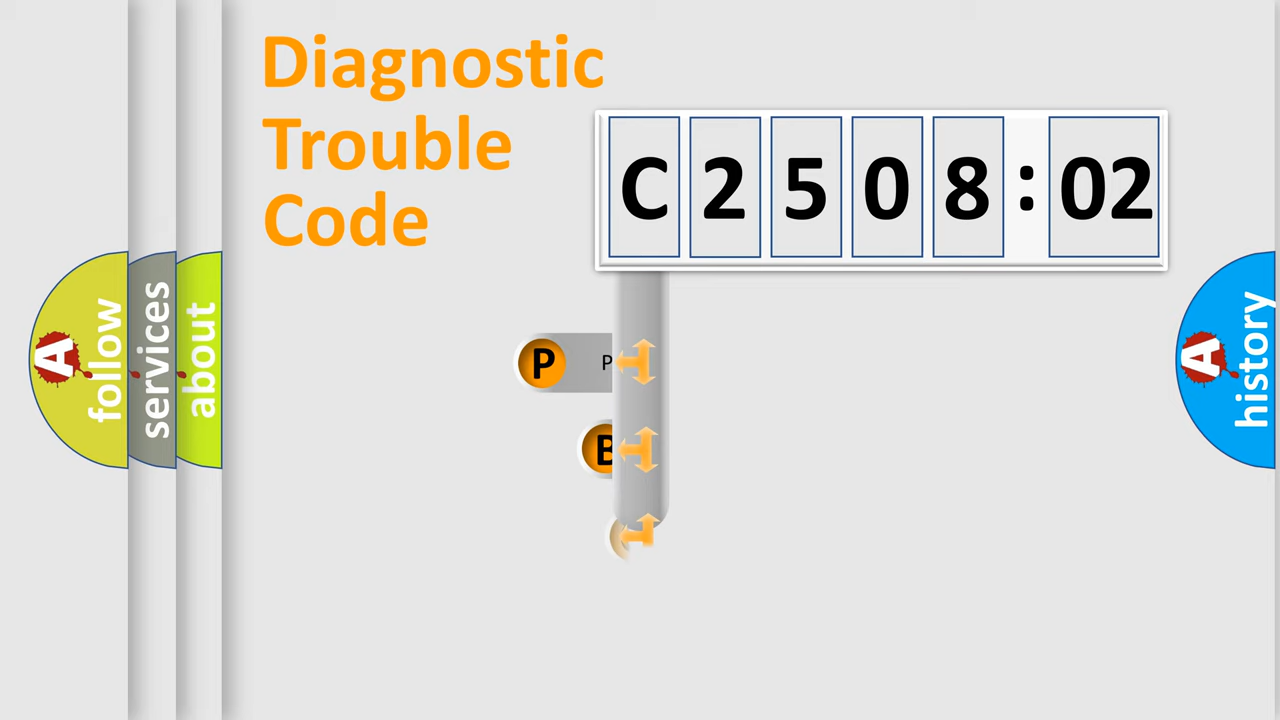 Diagnostic
Trouble
Code
C 2 5 0 8 : 02
P P
B
A follow
services
about
A history